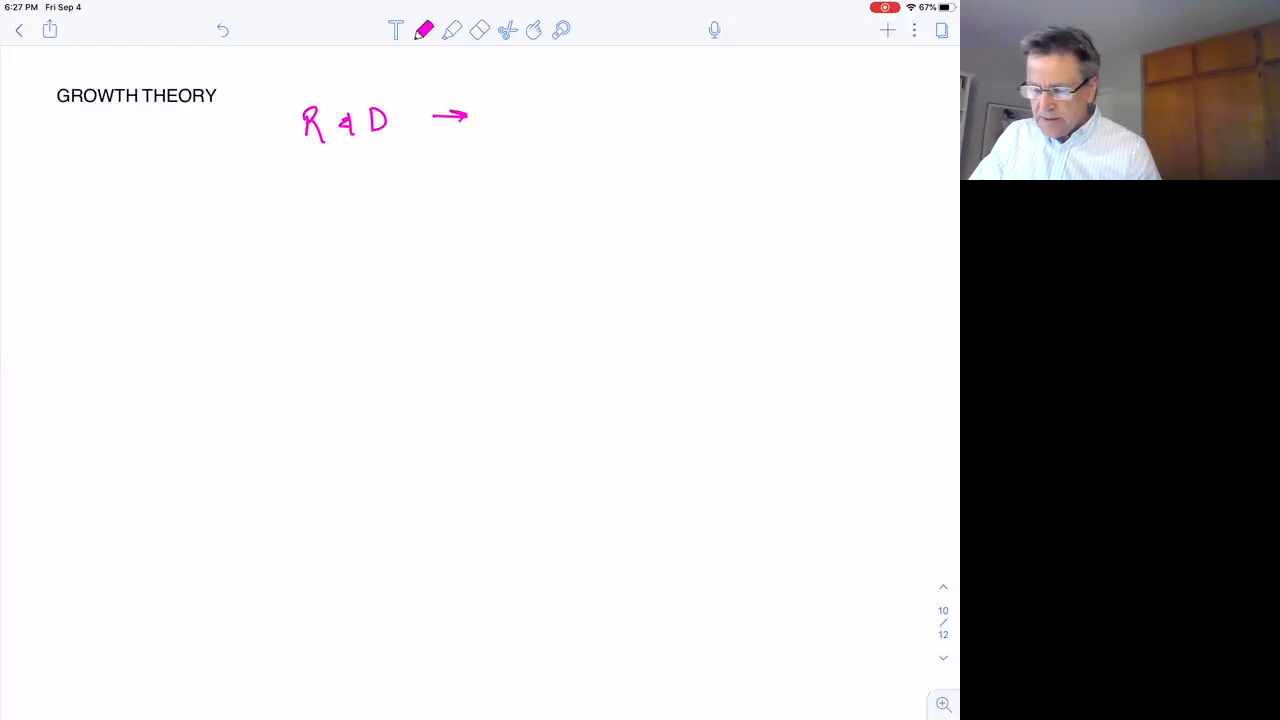 6:27 PM Fri Sep 4
67%
GROWTH THEORY
R & D →
10
/
12